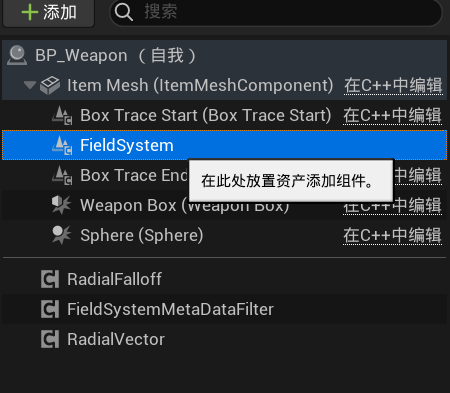 添加 搜索
BP_Weapon （自我）
Item Mesh (ItemMeshComponent) 在C++中编辑
Box Trace Start (Box Trace Start) 在C++中编辑
FieldSystem
在此处放置资产添加组件。
Box Trace End 在C++中编辑
Weapon Box (Weapon Box) 在C++中编辑
Sphere (Sphere) 在C++中编辑
RadialFalloff
FieldSystemMetaDataFilter
RadialVector